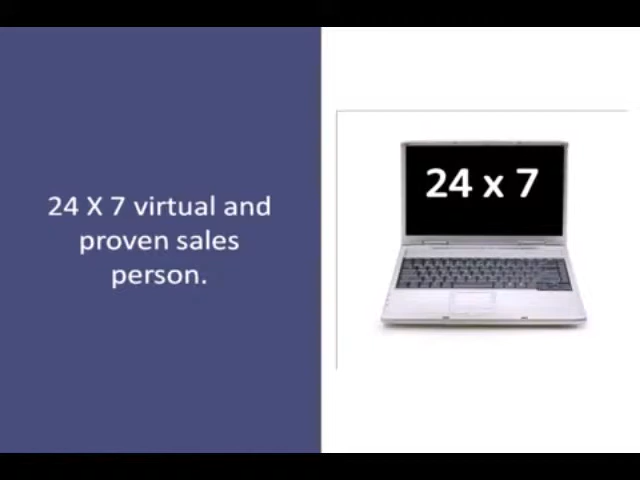 24 X 7 virtual and
proven sales
person.
24 x 7